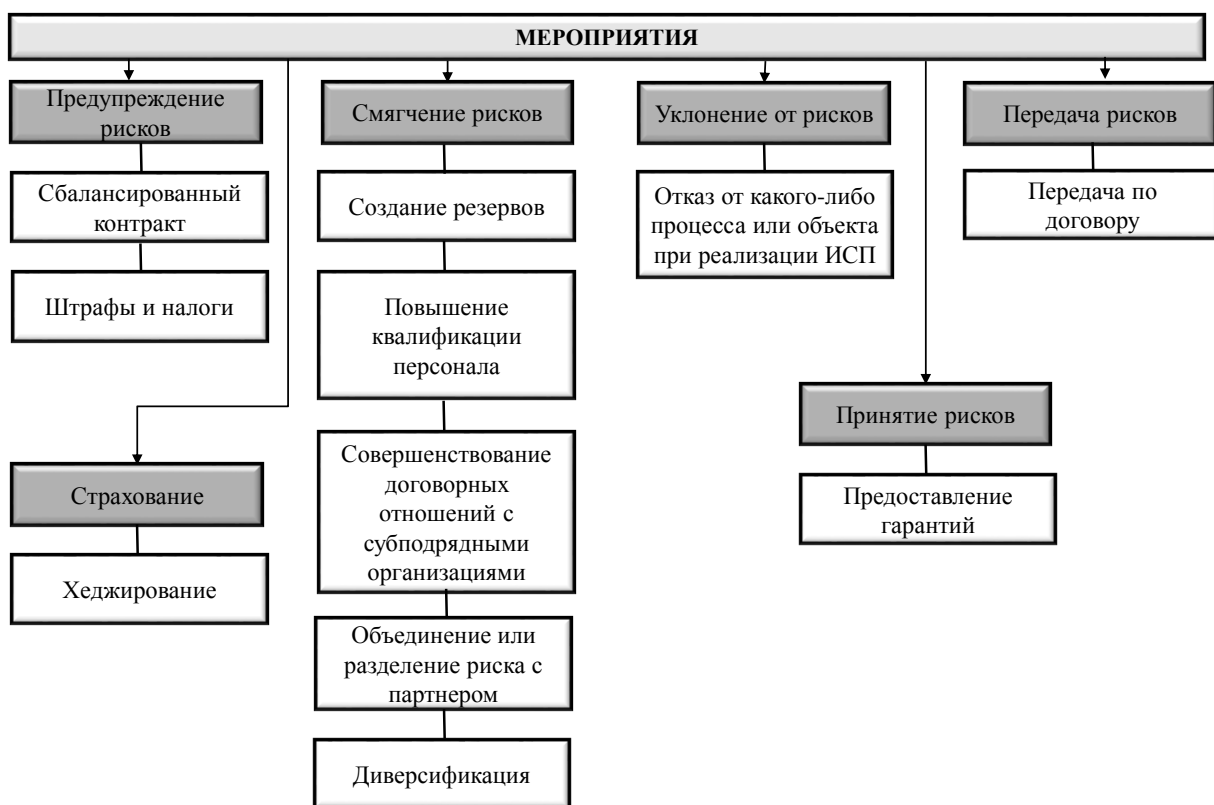 МЕРОПРИЯТИЯ
Предупреждение
рисков
Сбалансированный
контракт
Штрафы и налоги
Страхование
Хеджирование
Смягчение рисков
Создание резервов
Повышение
квалификации
персонала
Совершенствование
договорных
отношений с
субподрядными
организациями
Объединение или
разделение риска с
партнером
Диверсификация
Уклонение от рисков
Отказ от какого-либо
процесса или объекта
при реализации ИСП
Передача рисков
Передача по
договору
Принятие рисков
Предоставление
гарантий